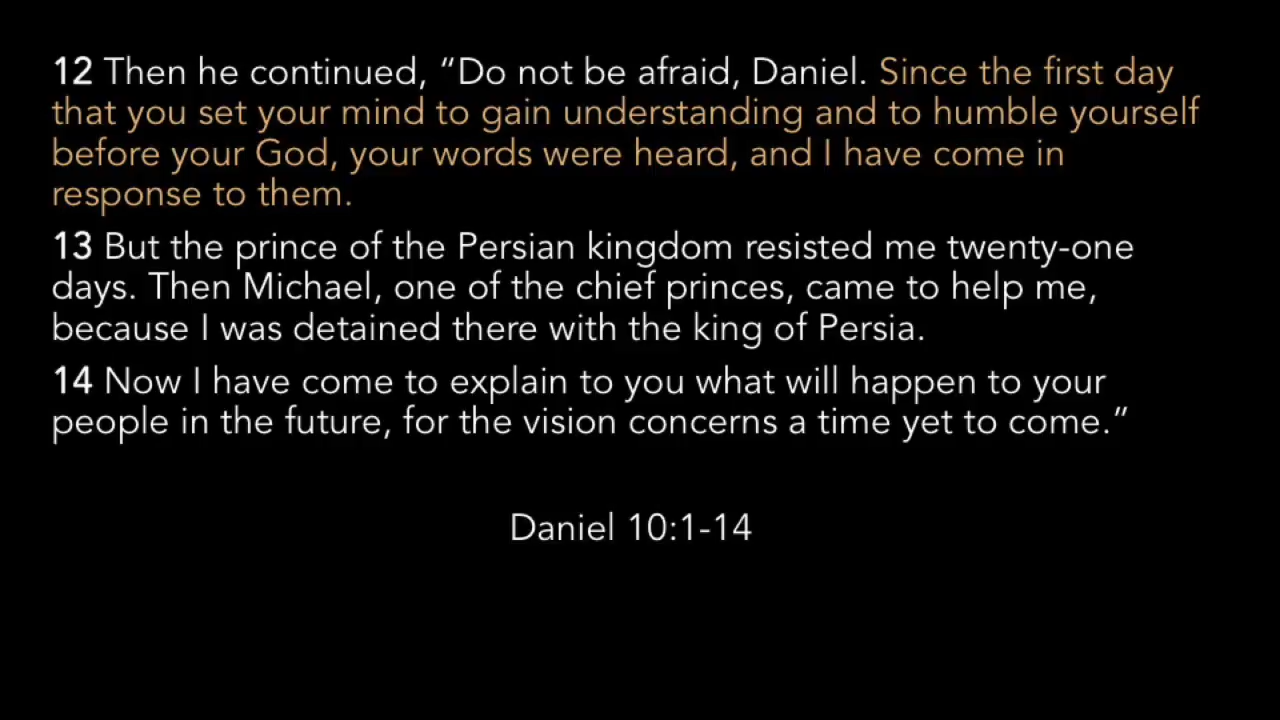 12 Then he continued, “Do not be afraid, Daniel. Since the first day
that you set your mind to gain understanding and to humble yourself
before your God, your words were heard, and I have come in
response to them.
13 But the prince of the Persian kingdom resisted me twenty-one
days. Then Michael, one of the chief princes, came to help me,
because I was detained there with the king of Persia.
14 Now I have come to explain to you what will happen to your
people in the future, for the vision concerns a time yet to come.”
Daniel 10:1-14